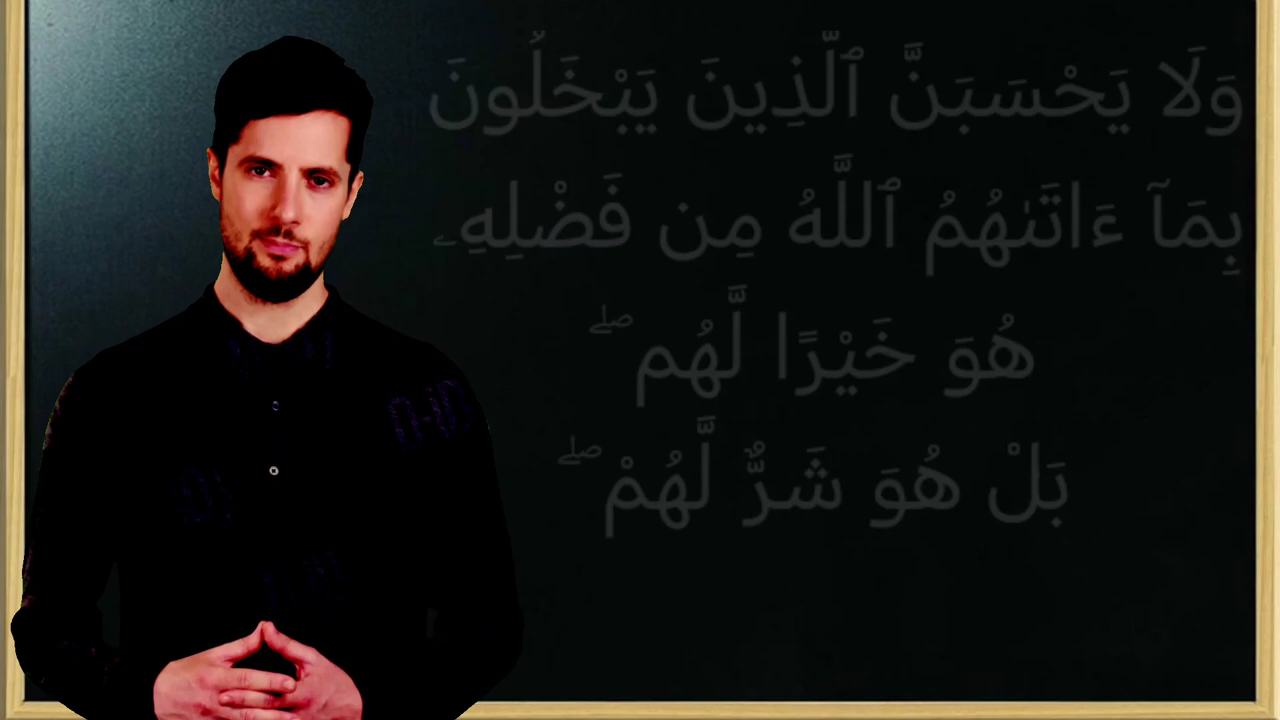 وَلَا يَحْسَبَنَّ ٱلَّذِينَ يَبْخَلُونَ
بِمَآ ءَاتَىٰهُمُ ٱللَّهُ مِن فَضْلِهِۦ
هُوَ خَيْرًا لَّهُم ۖ
بَلْ هُوَ شَرٌّ لَّهُمْ ۖ